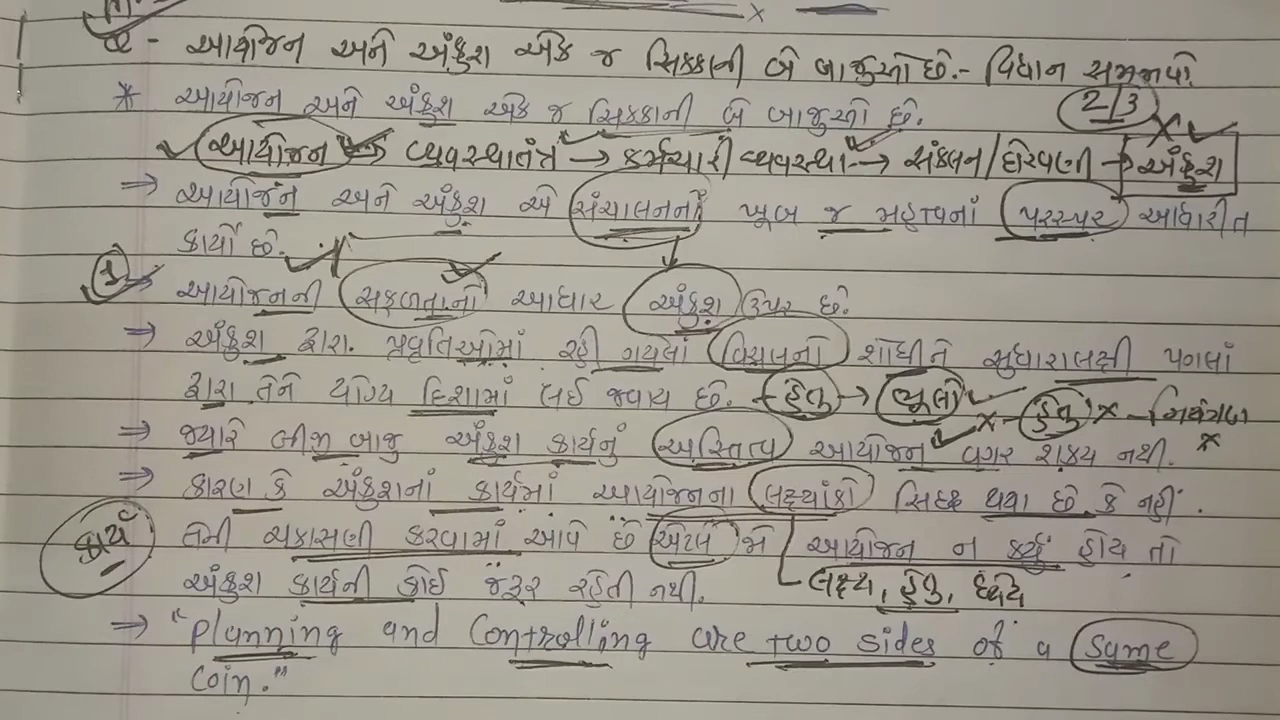 Q - આયોજન અને અંકુશ એક જ સિક્કાની બે બાજુઓ છે.- વિધાન સમજાવો.
* આયોજન અને અંકુશ એક જ સિક્કાની બે બાજુઓ છે. 2/3
આયોજન → વ્યવસ્થાતંત્ર → કર્મચારી વ્યવસ્થા → સંકલન/દોરવણી → અંકુશ
⇒ આયોજન અને અંકુશ એ સંચાલનનાં ખૂબ જ મહત્વનાં પરસ્પર આધારીત
કાર્યો છે.
1 ⇒ આયોજનની સફળતાનો આધાર અંકુશ ઉપર છે.
⇒ અંકુશ દ્વારા. પ્રવૃતિઓમાં રહી ગયેલાં વિચલનો શોધીને સુધારાલક્ષી પગલાં
દ્વારા તેને યોગ્ય દિશામાં લઈ જવાય છે. - હેતુ → ભૂલો × - હેતુ × - નિયંત્રણ ×
⇒ જ્યારે બીજી બાજુ અંકુશ કાર્યનું અસ્તિત્વ આયોજન વગર શક્ય નથી.
⇒ કારણ કે અંકુશનાં કાર્યમાં આયોજનના લક્ષ્યાંકો સિદ્ધ થયા છે કે નહીં.
કાર્ય તેની ચકાસણી કરવામાં આવે છે એટલે જો આયોજન ન કર્યું હોય તો
અંકુશ કાર્યની કોઈ જરૂર રહેતી નથી. લક્ષ્ય, હેતુ, ધ્યેય
⇒ "Planning and Controlling are two sides of a same
Coin."